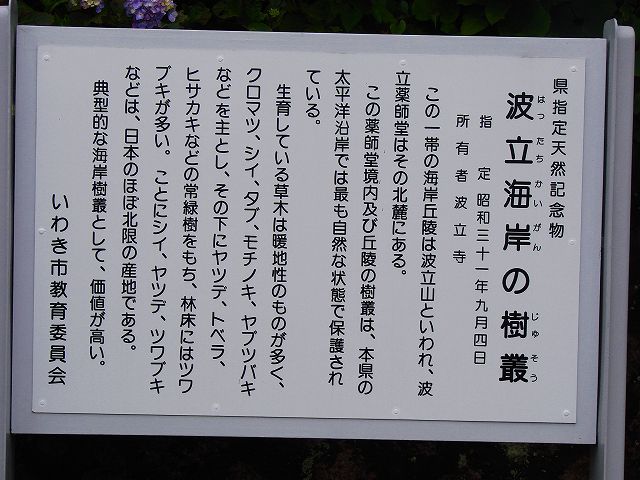 県指定天然記念物
波立海岸の樹叢
はったちかいがん じゅそう
指定 昭和三十一年九月四日
所有者 波立寺
この一帯の海岸丘陵は波立山といわれ、波
立薬師堂はその北麓にある。
この薬師堂境内及び丘陵の樹叢は、本県の
太平洋沿岸では最も自然な状態で保護され
ている。
生育している草木は暖地性のものが多く、
クロマツ、シイ、タブ、モチノキ、ヤブツバキ
などを主とし、その下にヤツデ、トベラ、
ヒサカキなどの常緑樹をもち、林床にはツワ
ブキが多い。ことにシイ、ヤツデ、ツワブキ
などは、日本のほぼ北限の産地である。
典型的な海岸樹叢として、価値が高い。
いわき市教育委員会